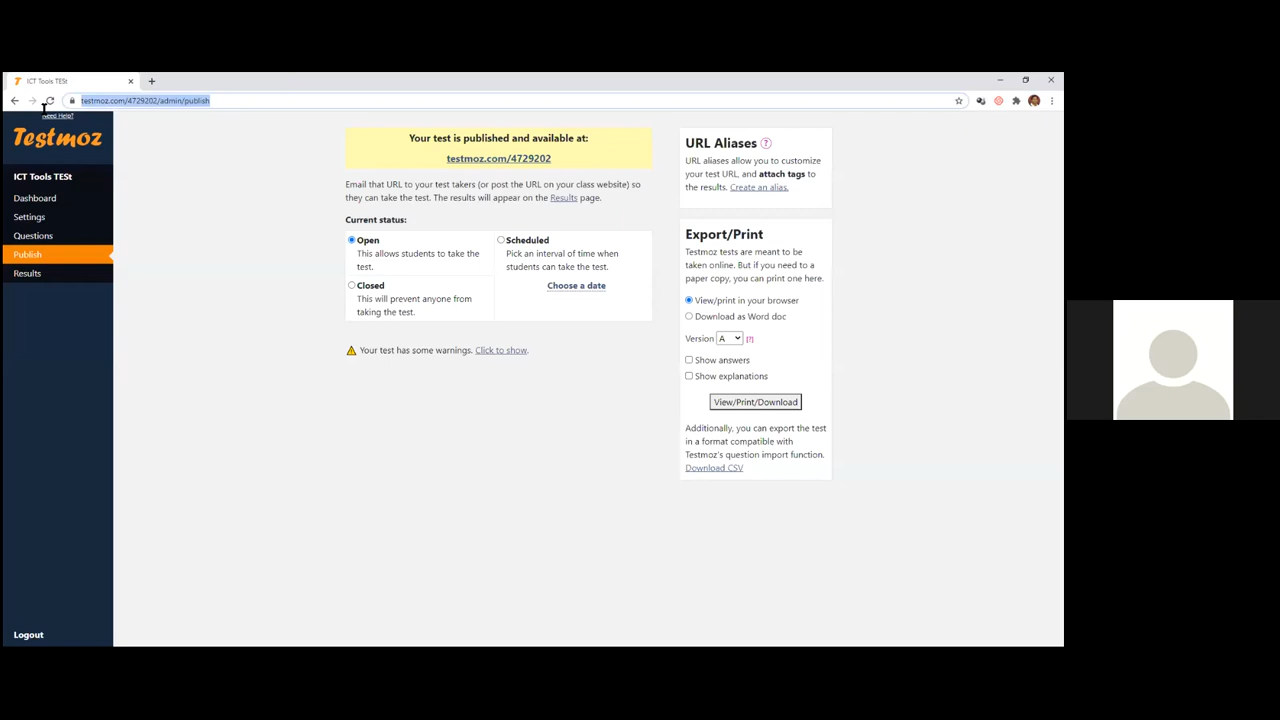 ICT Tools TESt
testmoz.com/4729202/admin/publish
Need Help?
Testmoz
ICT Tools TESt
Dashboard
Settings
Questions
Publish
Results
Logout
Your test is published and available at:
testmoz.com/4729202
Email that URL to your test takers (or post the URL on your class website) so
they can take the test. The results will appear on the Results page.
Current status:
Open
This allows students to take the
test.
Closed
This will prevent anyone from
taking the test.
Scheduled
Pick an interval of time when
students can take the test.
Choose a date
Your test has some warnings. Click to show.
URL Aliases [?]
URL aliases allow you to customize
your test URL, and attach tags to
the results. Create an alias.
Export/Print
Testmoz tests are meant to be
taken online. But if you need to a
paper copy, you can print one here.
View/print in your browser
Download as Word doc
Version A [?]
Show answers
Show explanations
View/Print/Download
Additionally, you can export the test
in a format compatible with
Testmoz's question import function.
Download CSV